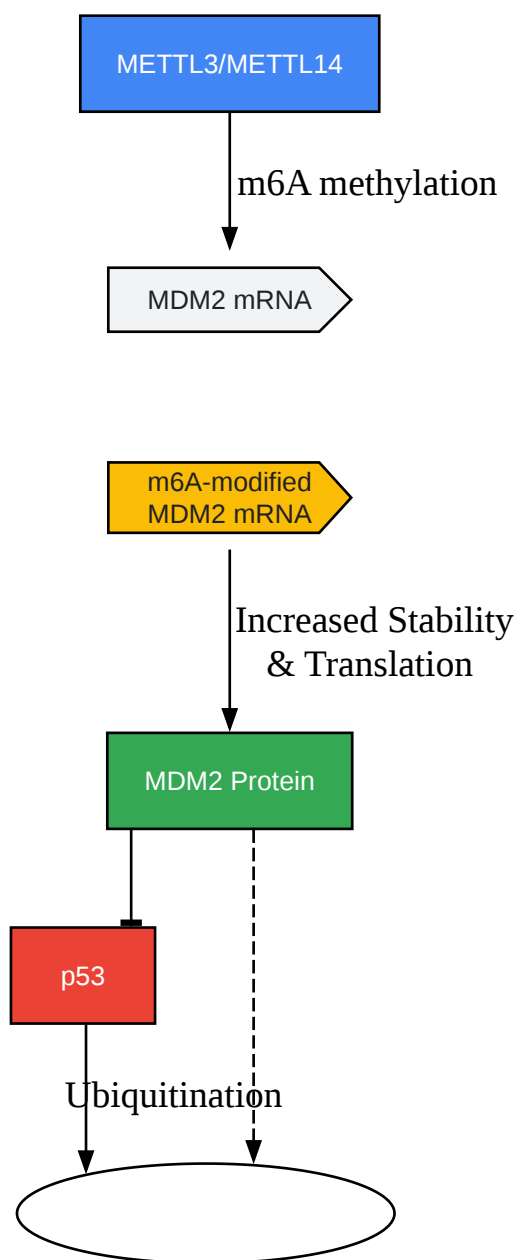 METTL3/METTL14
m6A methylation
MDM2 mRNA
m6A-modified
MDM2 mRNA
Increased Stability
& Translation
MDM2 Protein
p53
Ubiquitination